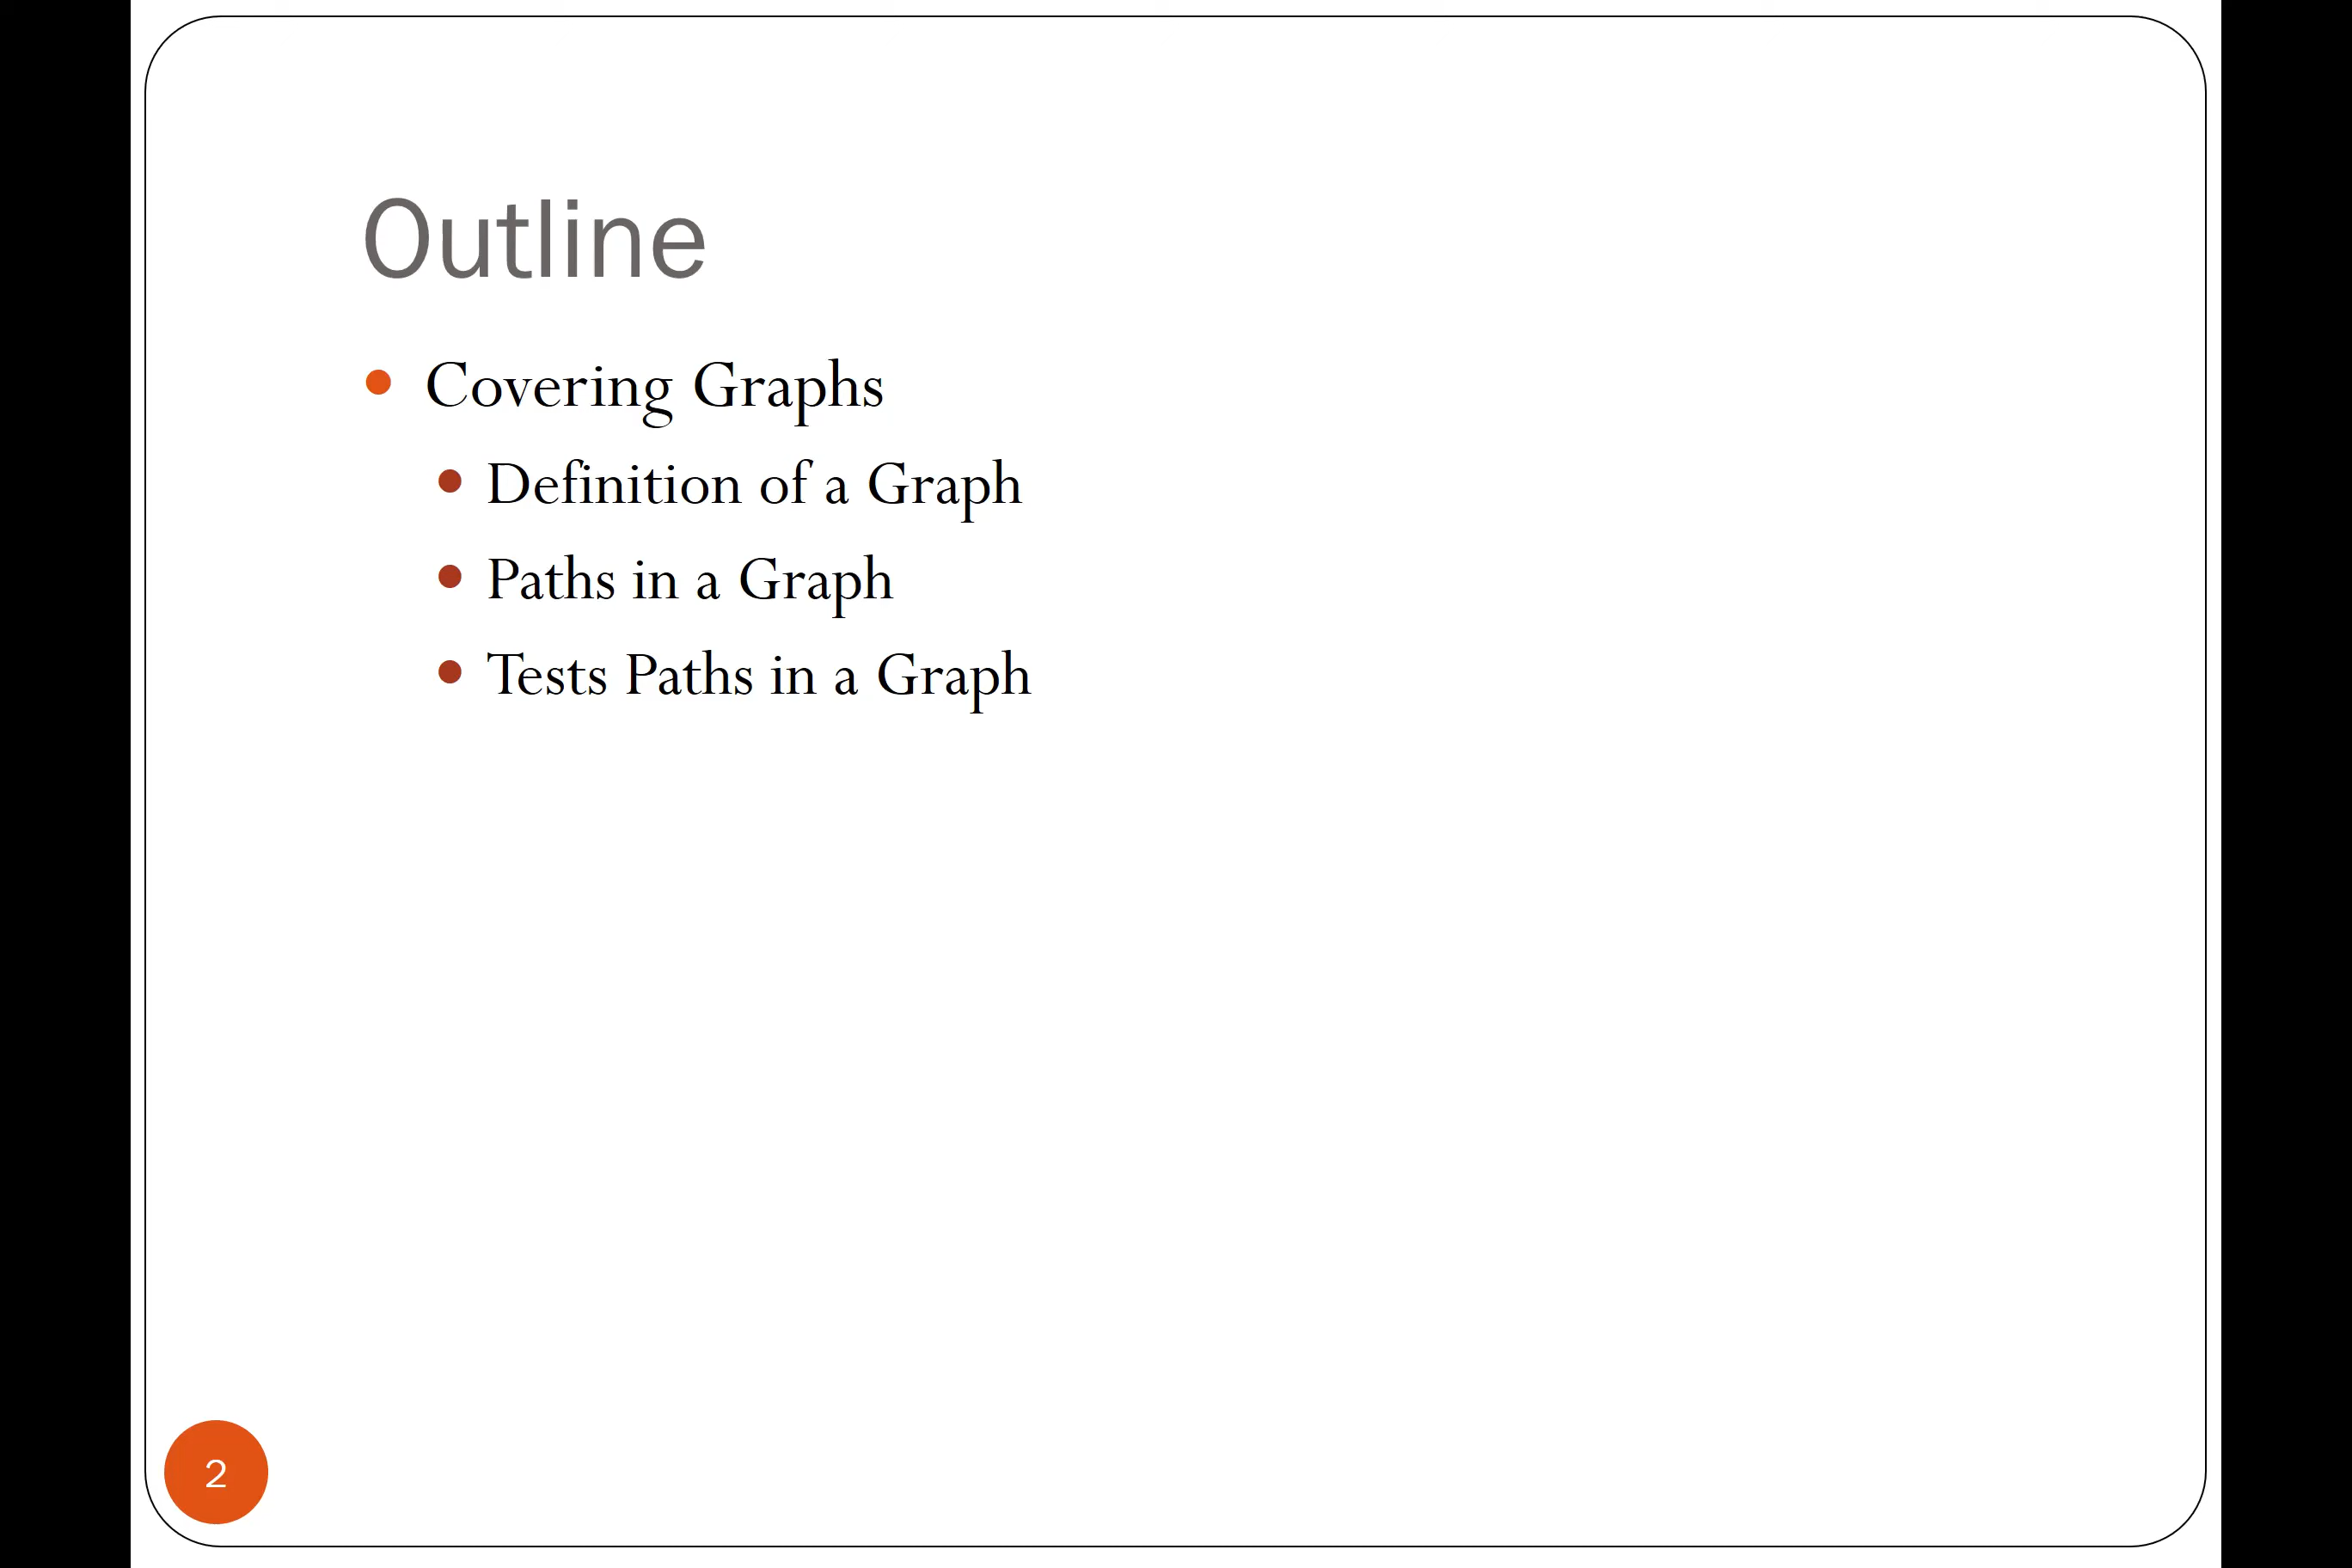 Outline
Covering Graphs
Definition of a Graph
Paths in a Graph
Tests Paths in a Graph
2